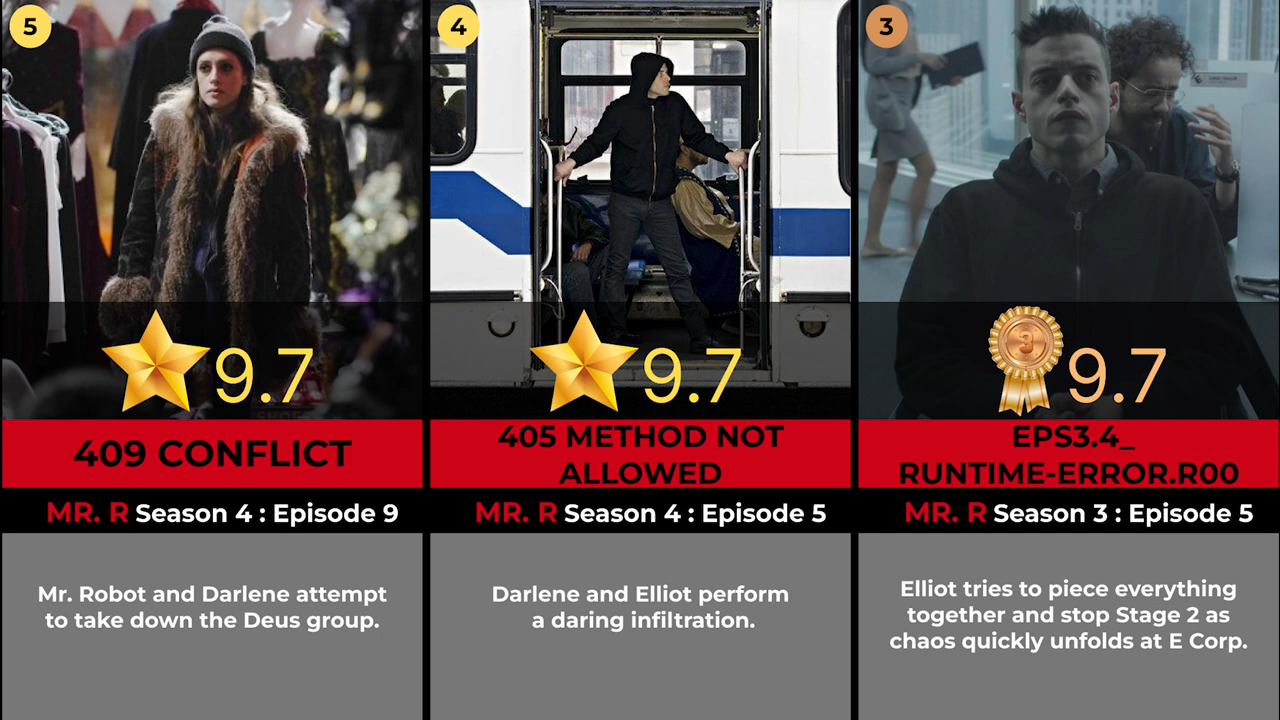 5
9.7
409 CONFLICT
MR. R Season 4 : Episode 9
Mr. Robot and Darlene attempt
to take down the Deus group.
4
9.7
405 METHOD NOT
ALLOWED
MR. R Season 4 : Episode 5
Darlene and Elliot perform
a daring infiltration.
3
3
9.7
EPS3.4_
RUNTIME-ERROR.R00
MR. R Season 3 : Episode 5
Elliot tries to piece everything
together and stop Stage 2 as
chaos quickly unfolds at E Corp.